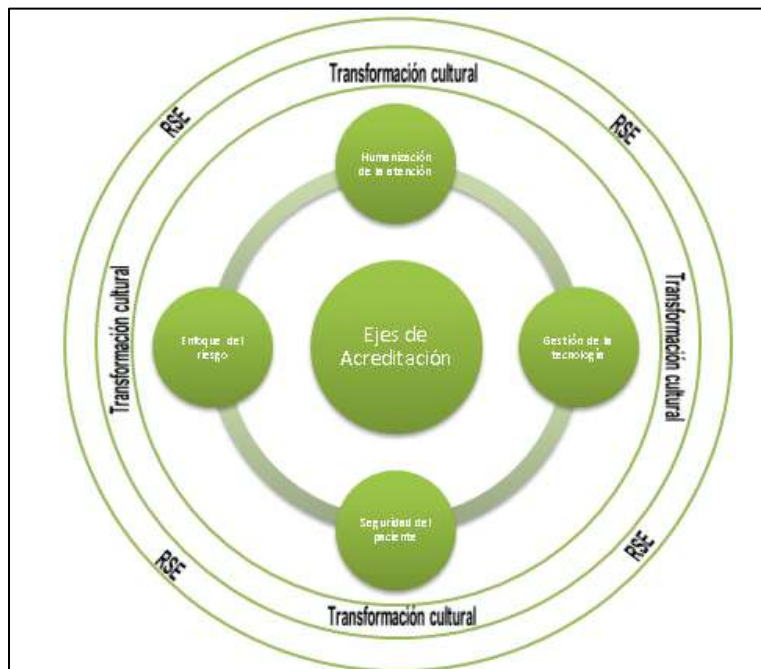 Transformación cultural
RSE
RSE
Humanización
de la atención
Transformación cultural
Enfoque del
riesgo
Ejes de
Acreditación
Gestión de la
tecnología
Transformación cultural
Seguridad del
paciente
RSE
RSE
Transformación cultural